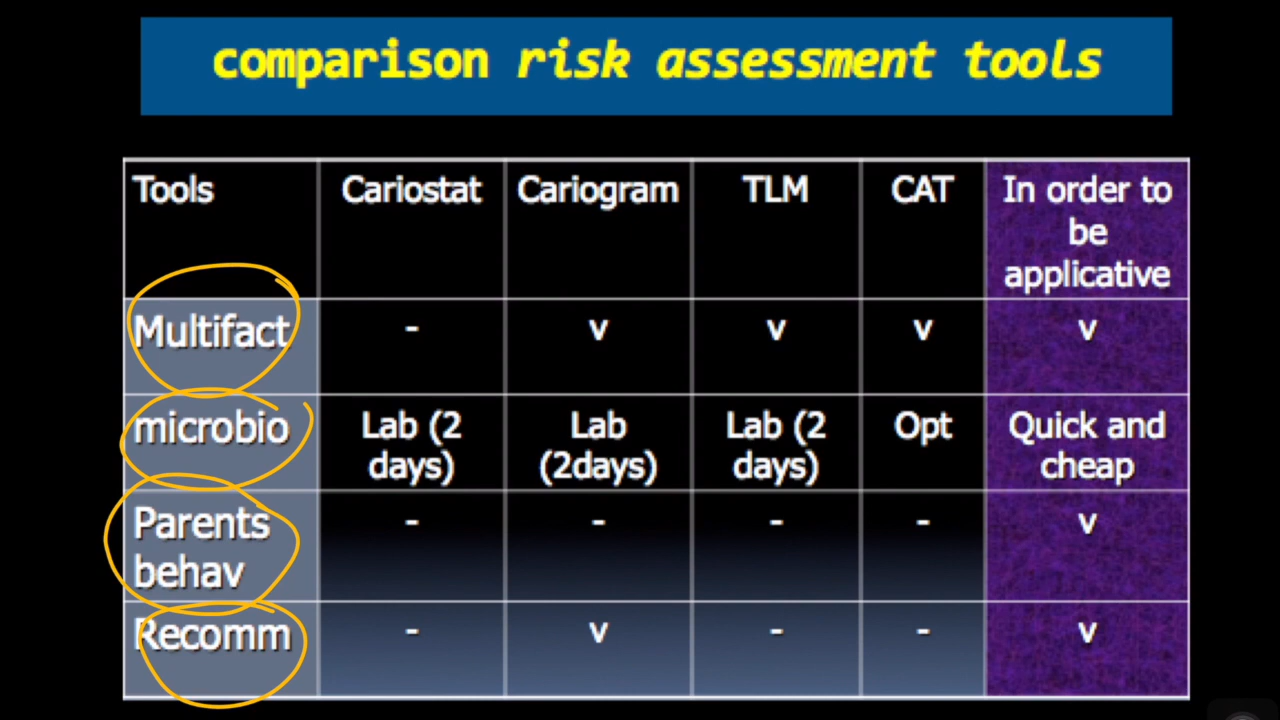 comparison risk assessment tools
Tools Cariostat Cariogram TLM CAT In order to
be
applicative
Multifact - v v v v
microbio Lab (2 Lab Lab (2 Opt Quick and
days) (2days) days) cheap
Parents - - - - v
behav
Recomm - v - - v